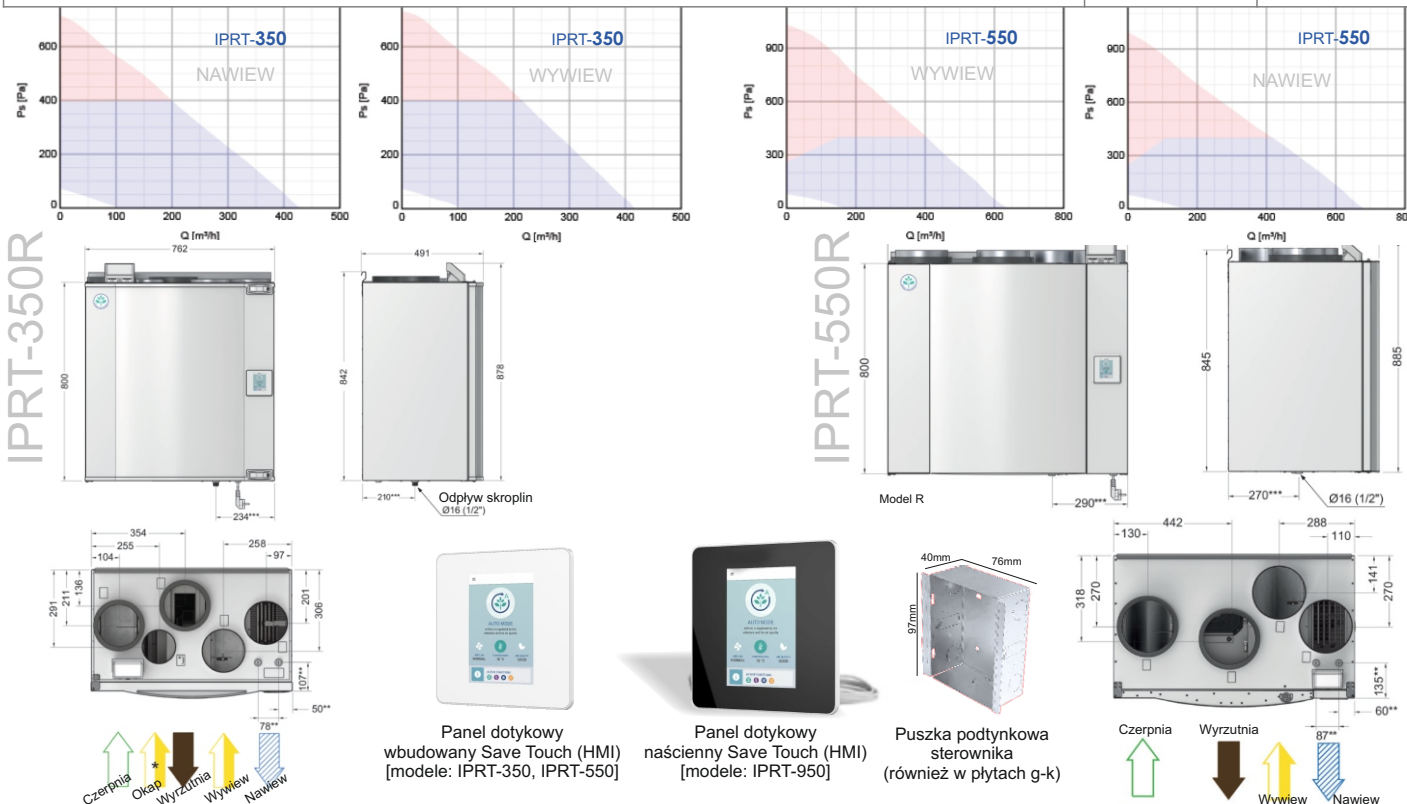 IPRT-350
NAWIEW
Ps [Pa]
600
400
200
0
0 100 200 300 400 500
Q [m³/h]
IPRT-350
WYWIEW
Ps [Pa]
600
400
200
0
0 100 200 300 400 500
Q [m³/h]
IPRT-550
WYWIEW
Ps [Pa]
900
600
300
0
0 200 400 600 800
Q [m³/h]
IPRT-550
NAWIEW
Ps [Pa]
900
600
300
0
0 200 400 600 80
Q [m³/h]
IPRT-350R
762
800
234***
491
842
878
210***
Odpływ skroplin
Ø16 (1/2")
IPRT-550R
800
Model R
290***
845
885
270***
Ø16 (1/2")
354
255
104
258
97
291
211
136
201
306
107**
50**
78**
Czerpnia
Okap
*
Wyrzutnia
Wywiew
Nawiew
AUTO MODE
Panel dotykowy
wbudowany Save Touch (HMI)
[modele: IPRT-350, IPRT-550]
AUTO MODE
Panel dotykowy
naścienny Save Touch (HMI)
[modele: IPRT-950]
40mm
76mm
97mm
Puszka podtynkowa
sterownika
(również w płytach g-k)
442
130
288
110
318
270
141
270
135**
60**
87**
Czerpnia
Wyrzutnia
Wywiew
Nawiew